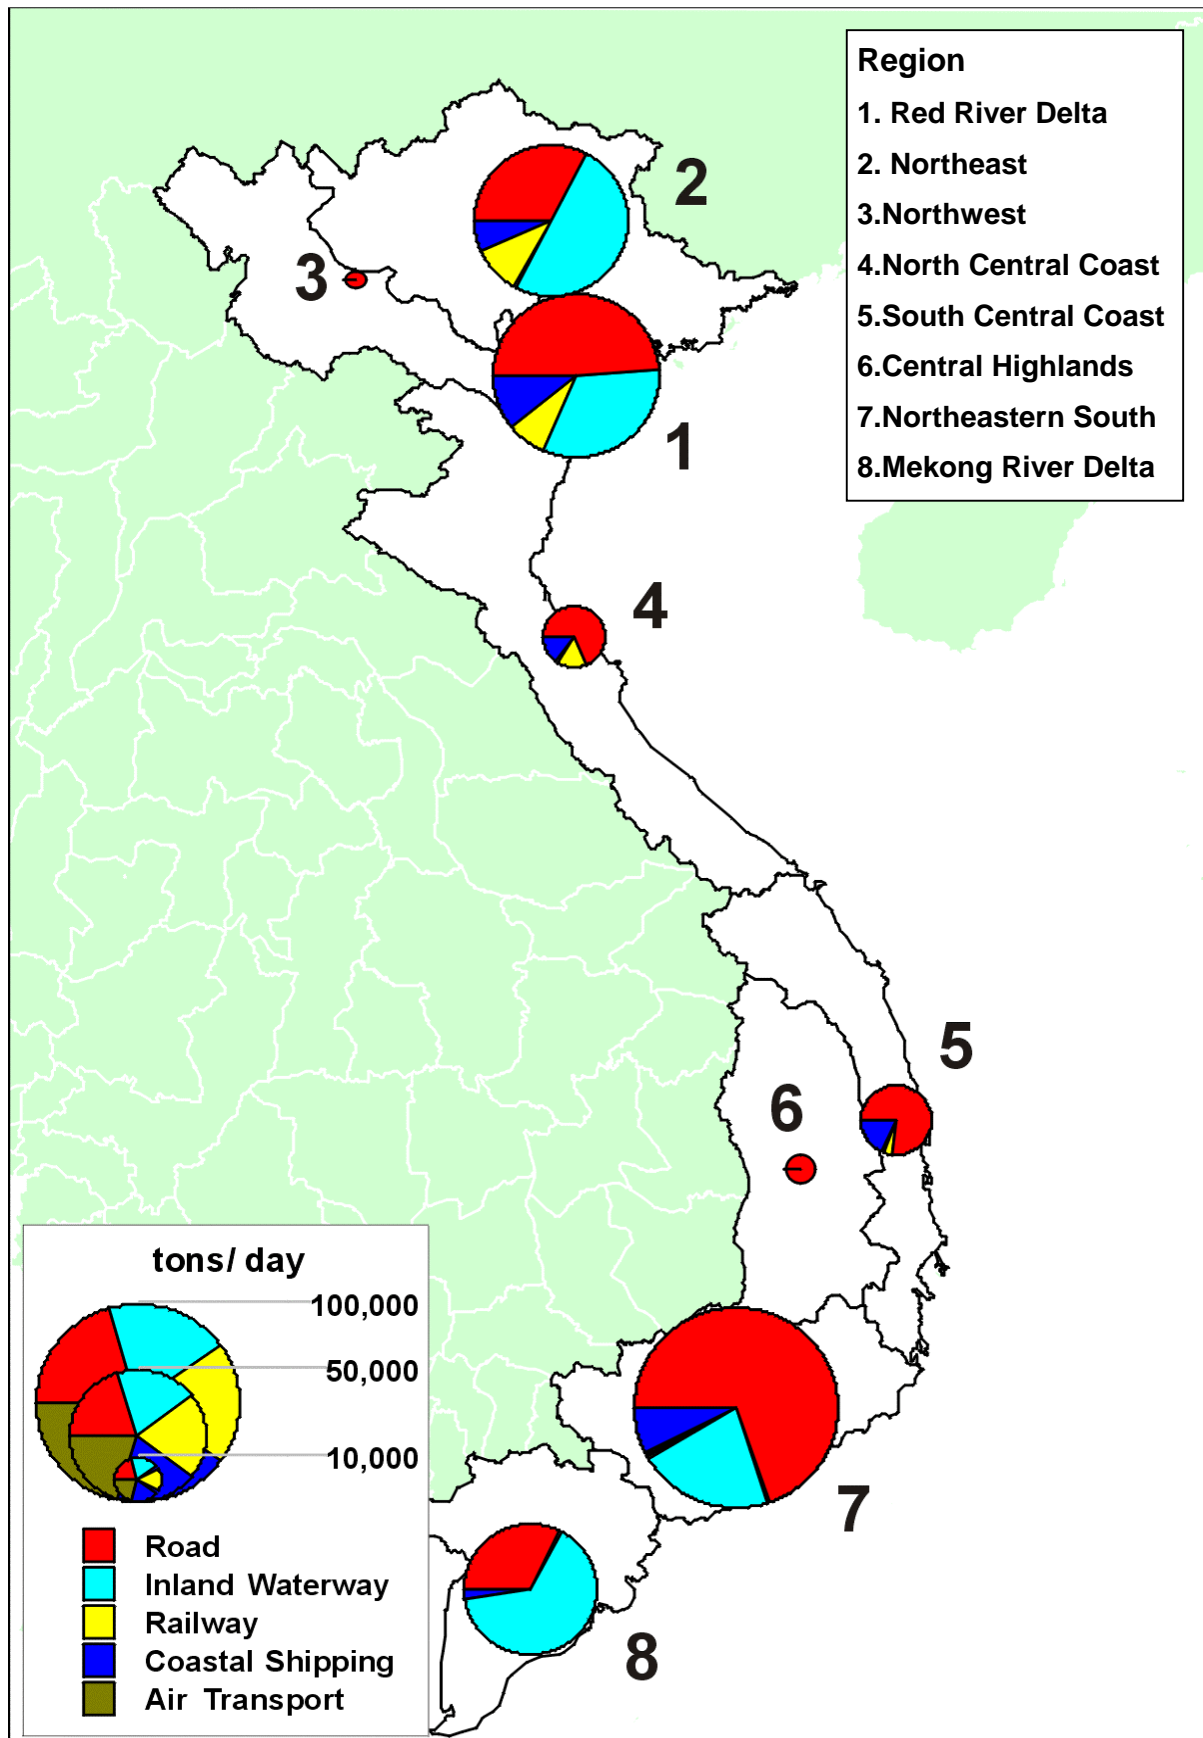 Region
1. Red River Delta
2. Northeast
3.Northwest
4.North Central Coast
5.South Central Coast
6.Central Highlands
7.Northeastern South
8.Mekong River Delta
2
3
1
4
5
6
7
8
tons/ day
100,000
50,000
10,000
Road
Inland Waterway
Railway
Coastal Shipping
Air Transport